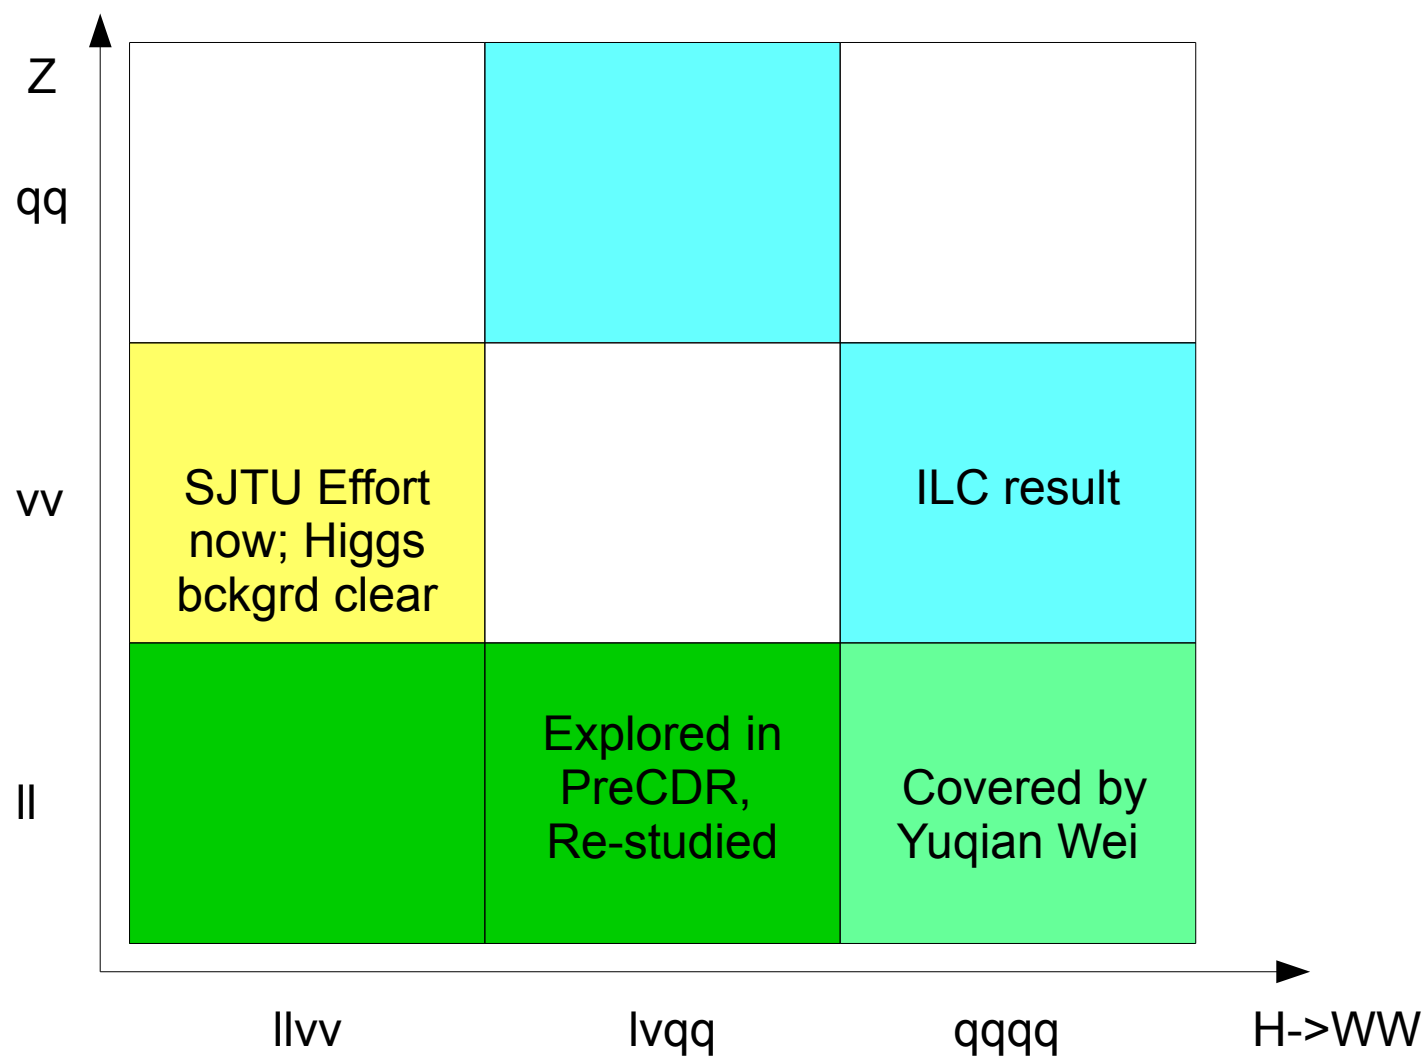 Z
qq
vv
SJTU Effort
now; Higgs
bckgrd clear
ILC result
ll
Explored in
PreCDR,
Re-studied
Covered by
Yuqian Wei
llvv
lvqq
qqqq
H->WW